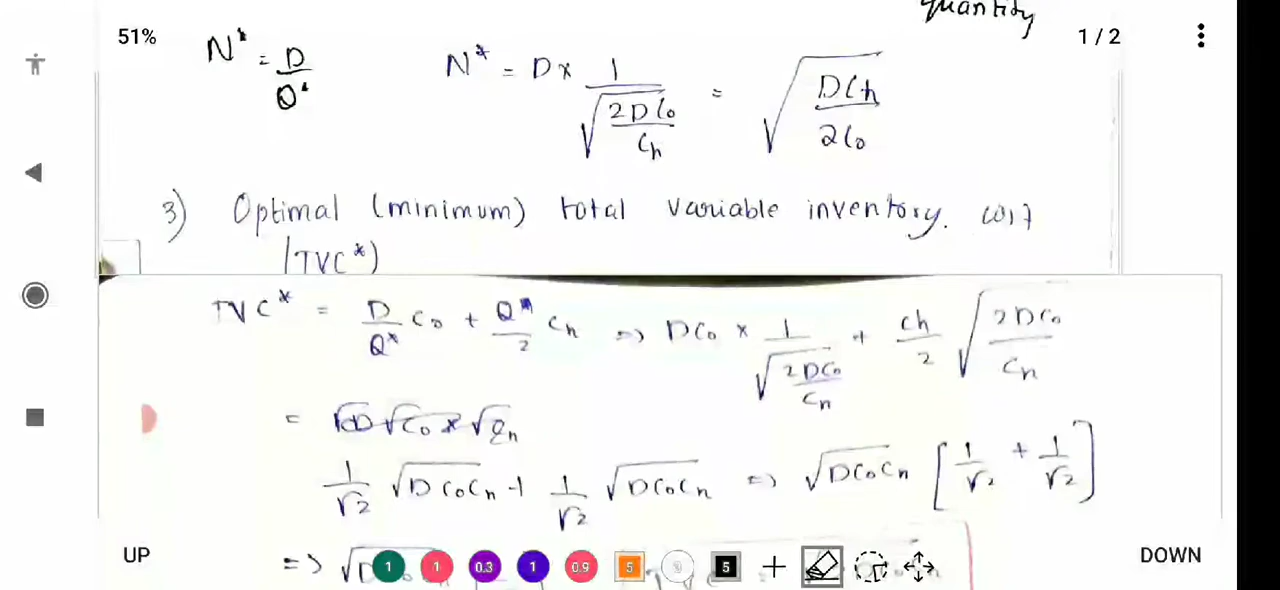 quantity
51%
1 / 2
N* = D/Q* N* = D × 1/√(2DCo/Ch) = √(DCh/2Co)
3) Optimal (minimum) total variable inventory. cost
(TVC*)
TVC* = D/Q* Co + Q*/2 Ch => DCo × 1/√(2DCo/Ch) + Ch/2 √(2DCo/Ch)
1/√2 √DCoCh + 1/√2 √DCoCh => √DCoCh [1/√2 + 1/√2]
UP
1 1 0.3 1 0.9 5 9 5
DOWN